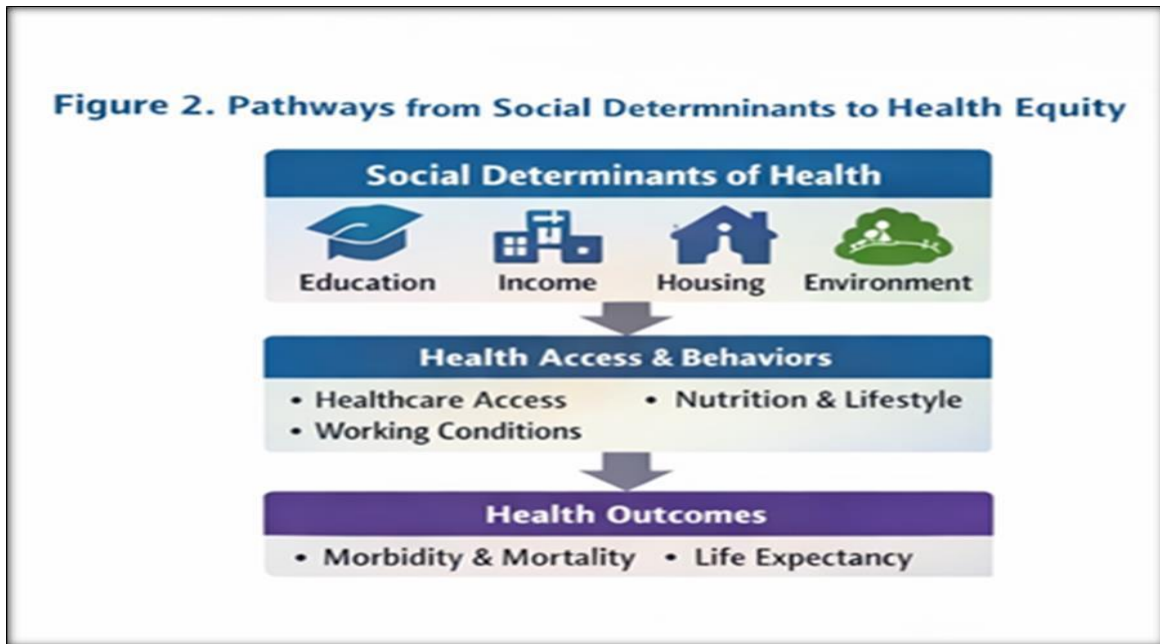 Figure 2. Pathways from Social Determninants to Health Equity
Social Determinants of Health
Education Income Housing Environment
Health Access & Behaviors
• Healthcare Access • Nutrition & Lifestyle
• Working Conditions
Health Outcomes
• Morbidity & Mortality • Life Expectancy